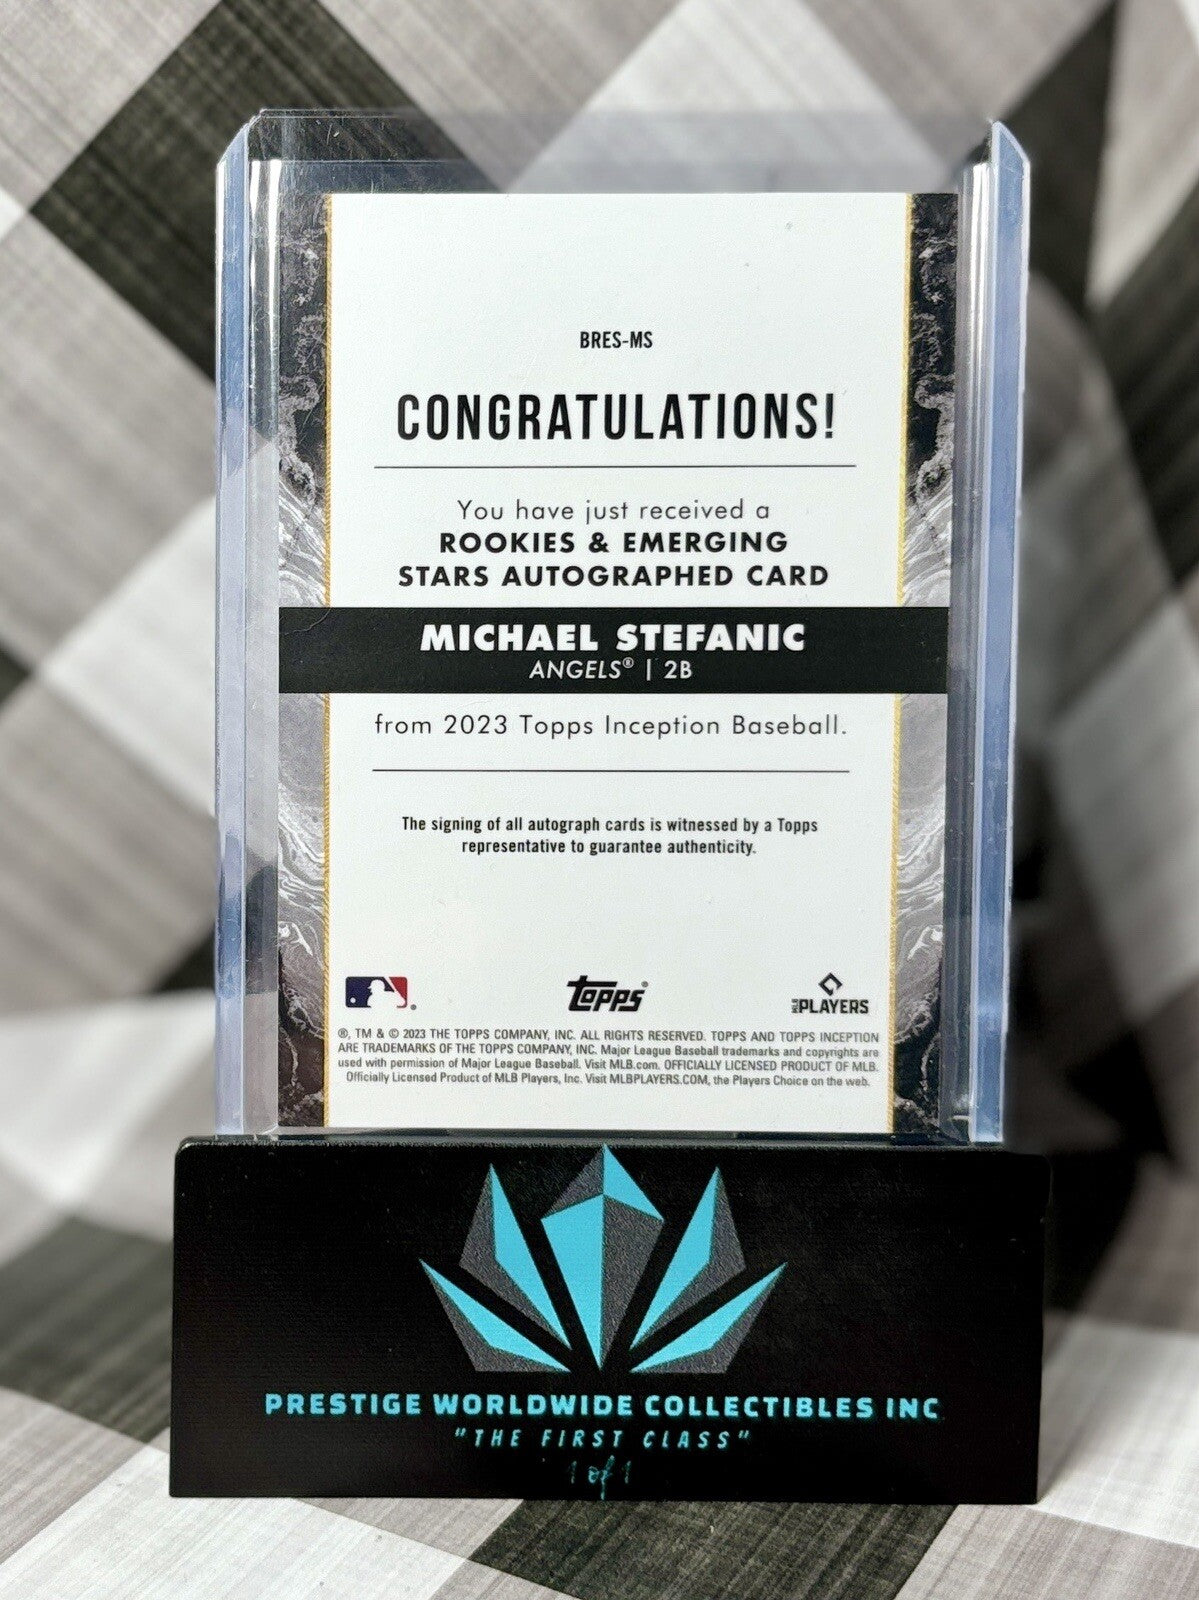 BRES-MS
CONGRATULATIONS!
You have just received a
ROOKIES & EMERGING
STARS AUTOGRAPHED CARD
MICHAEL STEFANIC
ANGELS® | 2B
from 2023 Topps Inception Baseball.
The signing of all autograph cards is witnessed by a Topps
representative to guarantee authenticity.
topps®
MLB PLAYERS
®, TM & © 2023 THE TOPPS COMPANY, INC. ALL RIGHTS RESERVED. TOPPS AND TOPPS INCEPTION
ARE TRADEMARKS OF THE TOPPS COMPANY, INC. Major League Baseball trademarks and copyrights are
used with permission of Major League Baseball. Visit MLB.com. OFFICIALLY LICENSED PRODUCT OF MLB.
Officially Licensed Product of MLB Players, Inc. Visit MLBPLAYERS.COM, the Players Choice on the web.
PRESTIGE WORLDWIDE COLLECTIBLES INC
"THE FIRST CLASS"
1 of 1